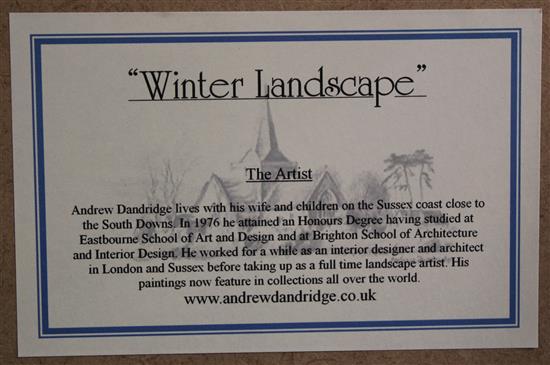 “Winter Landscape”
The Artist
Andrew Dandridge lives with his wife and children on the Sussex coast close to
the South Downs. In 1976 he attained an Honours Degree having studied at
Eastbourne School of Art and Design and at Brighton School of Architecture
and Interior Design. He worked for a while as an interior designer and architect
in London and Sussex before taking up as a full time landscape artist. His
paintings now feature in collections all over the world.
www.andrewdandridge.co.uk